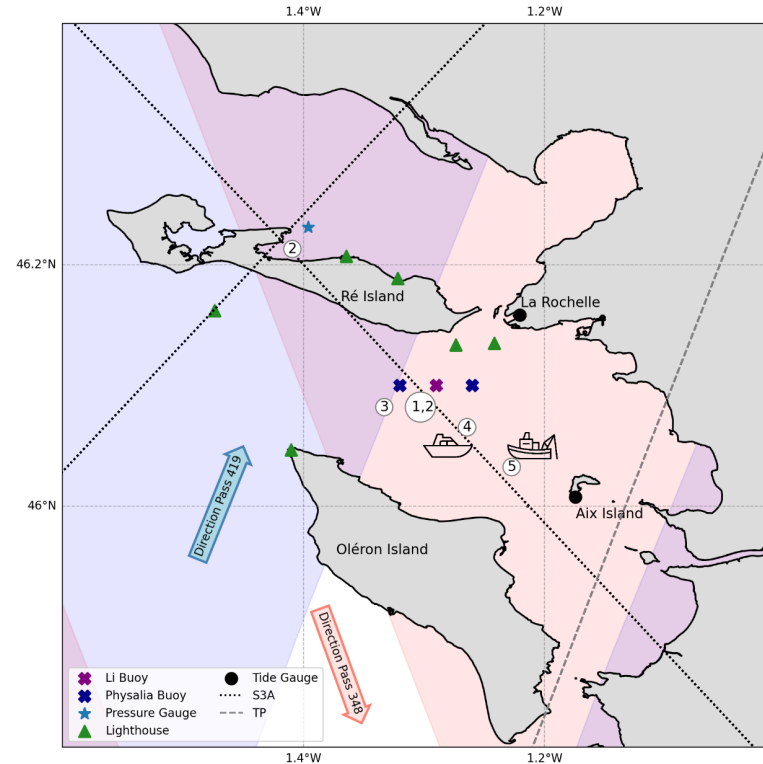 1.4°W 1.2°W
46.2°N
46°N
2
Ré Island
La Rochelle
3
1,2
4
5
Aix Island
Oléron Island
Direction Pass 419
Direction Pass 348
Li Buoy
Physalia Buoy
Pressure Gauge
Lighthouse
Tide Gauge
S3A
TP
1.4°W 1.2°W